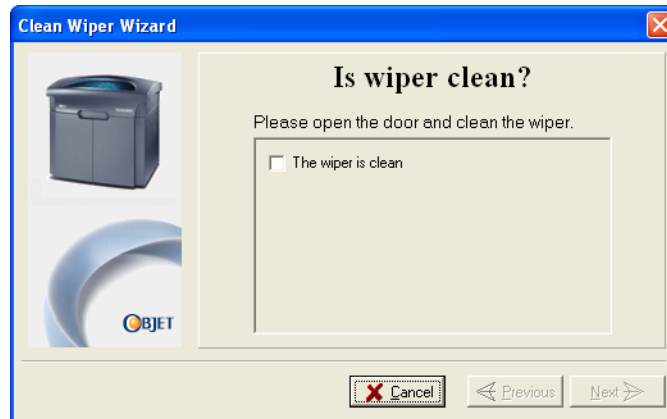 Clean Wiper Wizard
Is wiper clean?
Please open the door and clean the wiper.
The wiper is clean
OBJET
Cancel
Previous
Next